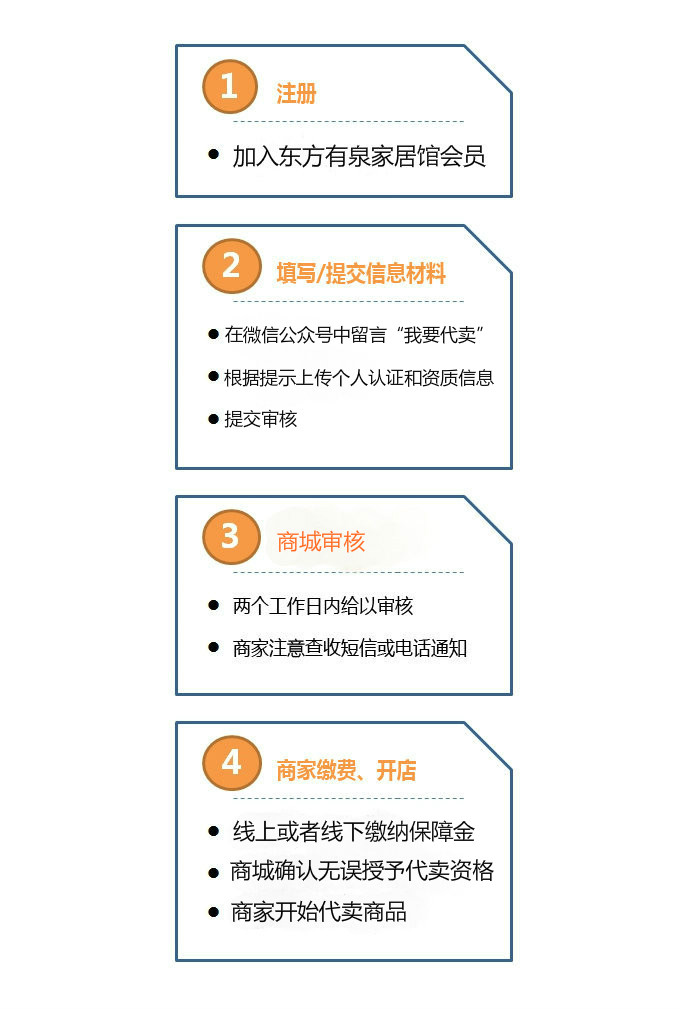 1 注册
● 加入东方有泉家居馆会员
2 填写/提交信息材料
● 在微信公众号中留言“我要代卖”
● 根据提示上传个人认证和资质信息
● 提交审核
3 商城审核
● 两个工作日内给以审核
● 商家注意查收短信或电话通知
4 商家缴费、开店
● 线上或者线下缴纳保障金
● 商城确认无误授予代卖资格
● 商家开始代卖商品